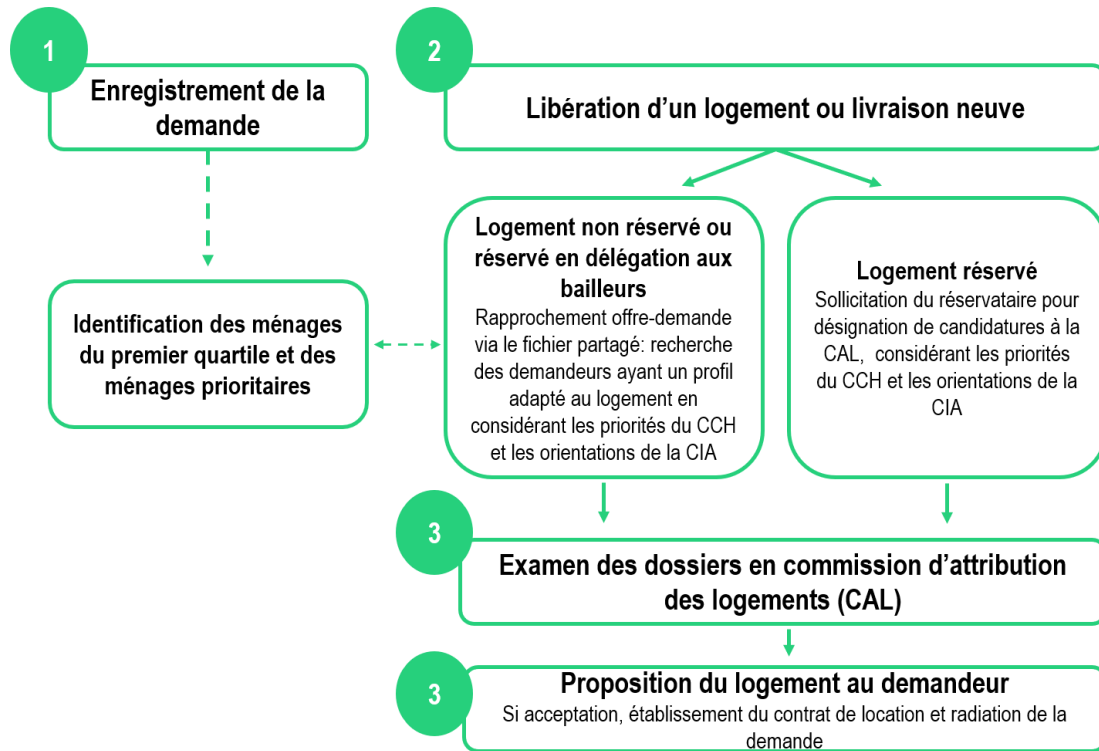 1
Enregistrement de la
demande
2
Libération d’un logement ou livraison neuve
Identification des ménages
du premier quartile et des
ménages prioritaires
Logement non réservé ou
réservé en délégation aux
bailleurs
Rapprochement offre-demande
via le fichier partagé: recherche
des demandeurs ayant un profil
adapté au logement en
considérant les priorités du CCH
et les orientations de la CIA
Logement réservé
Sollicitation du réservataire pour
désignation de candidatures à la
CAL, considérant les priorités
du CCH et les orientations de la
CIA
3
Examen des dossiers en commission d’attribution
des logements (CAL)
3
Proposition du logement au demandeur
Si acceptation, établissement du contrat de location et radiation de la
demande